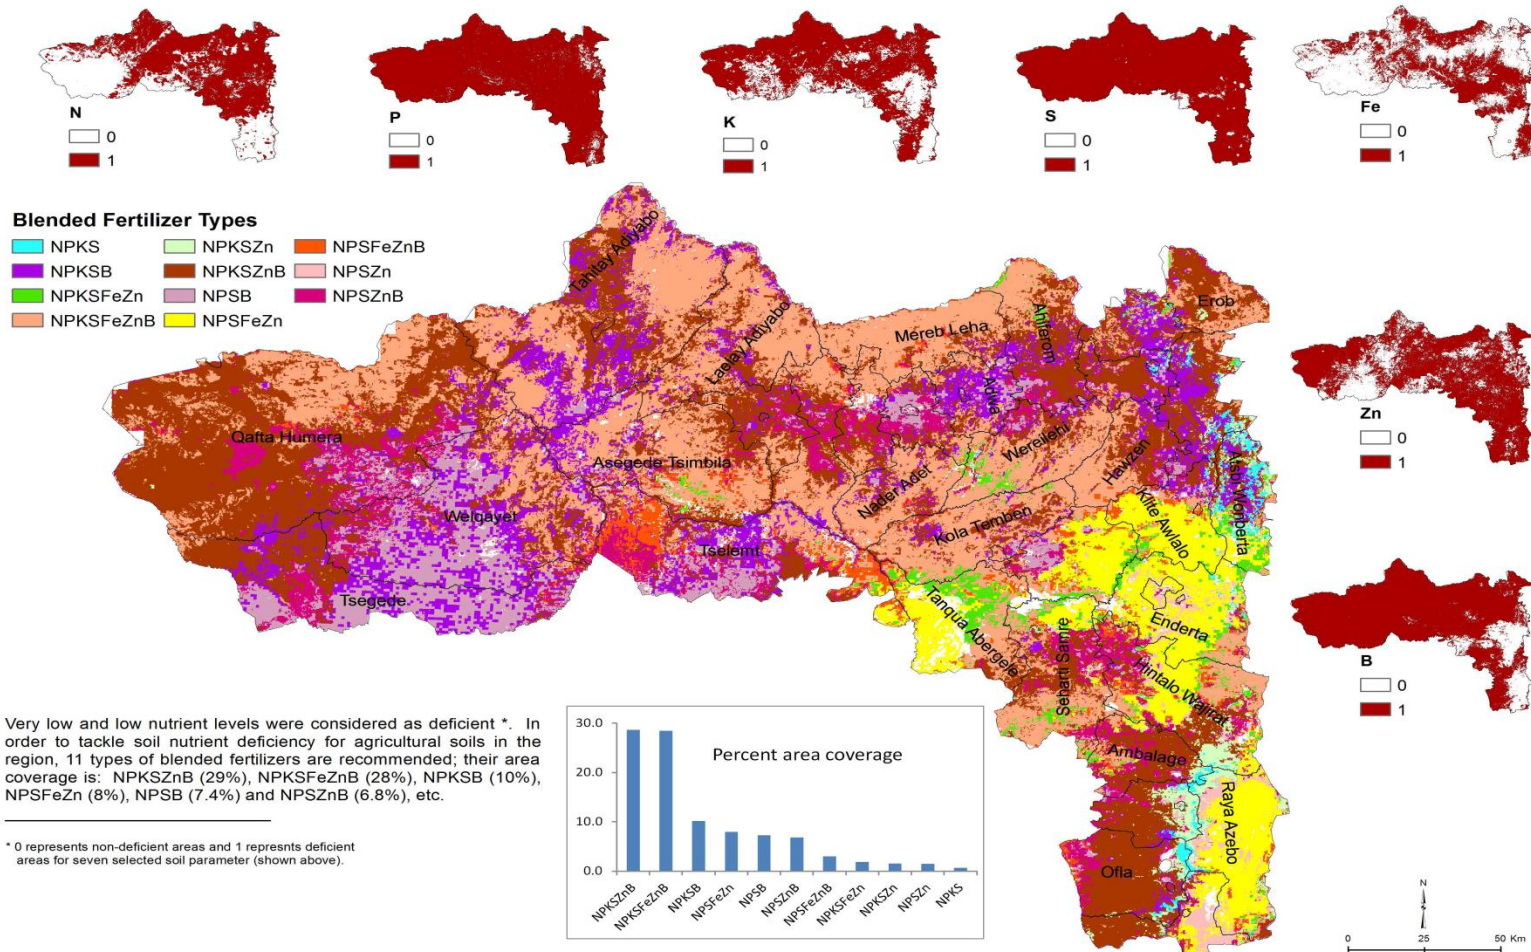 N
0
1
P
0
1
K
0
1
S
0
1
Fe
0
1
Blended Fertilizer Types
NPKS
NPKSB
NPKSFeZn
NPKSFeZnB
NPKSZn
NPKSZnB
NPSB
NPSFeZn
NPSFeZnB
NPSZn
NPSZnB
Tahitay Adiyabo
Laelay Adiyabo
Mereb Leha
Ahferom
Erob
Adwa
Qafta Humera
Asegede Tsimbila
Wereilehi
Nader Adet
Hawzen
Atsbi Wonberta
Kilte Awlalo
Welqayet
Tselemt
Kola Temben
Tsegede
Tanqua Abergele
Enderta
Seharti Samre
Hintalo Wajirat
Ambalage
Raya Azebo
Ofla
Zn
0
1
B
0
1
Very low and low nutrient levels were considered as deficient *. In
order to tackle soil nutrient deficiency for agricultural soils in the
region, 11 types of blended fertilizers are recommended; their area
coverage is: NPKSZnB (29%), NPKSFeZnB (28%), NPKSB (10%),
NPSFeZn (8%), NPSB (7.4%) and NPSZnB (6.8%), etc.
* 0 represents non-deficient areas and 1 represnts deficient
areas for seven selected soil parameter (shown above).
Percent area coverage
30.0
20.0
10.0
0.0
NPKSZnB
NPKSFeZnB
NPKSB
NPSFeZn
NPSB
NPSZnB
NPSFeZnB
NPKSFeZn
NPKSZn
NPSZn
NPKS
N
0 25 50 Km